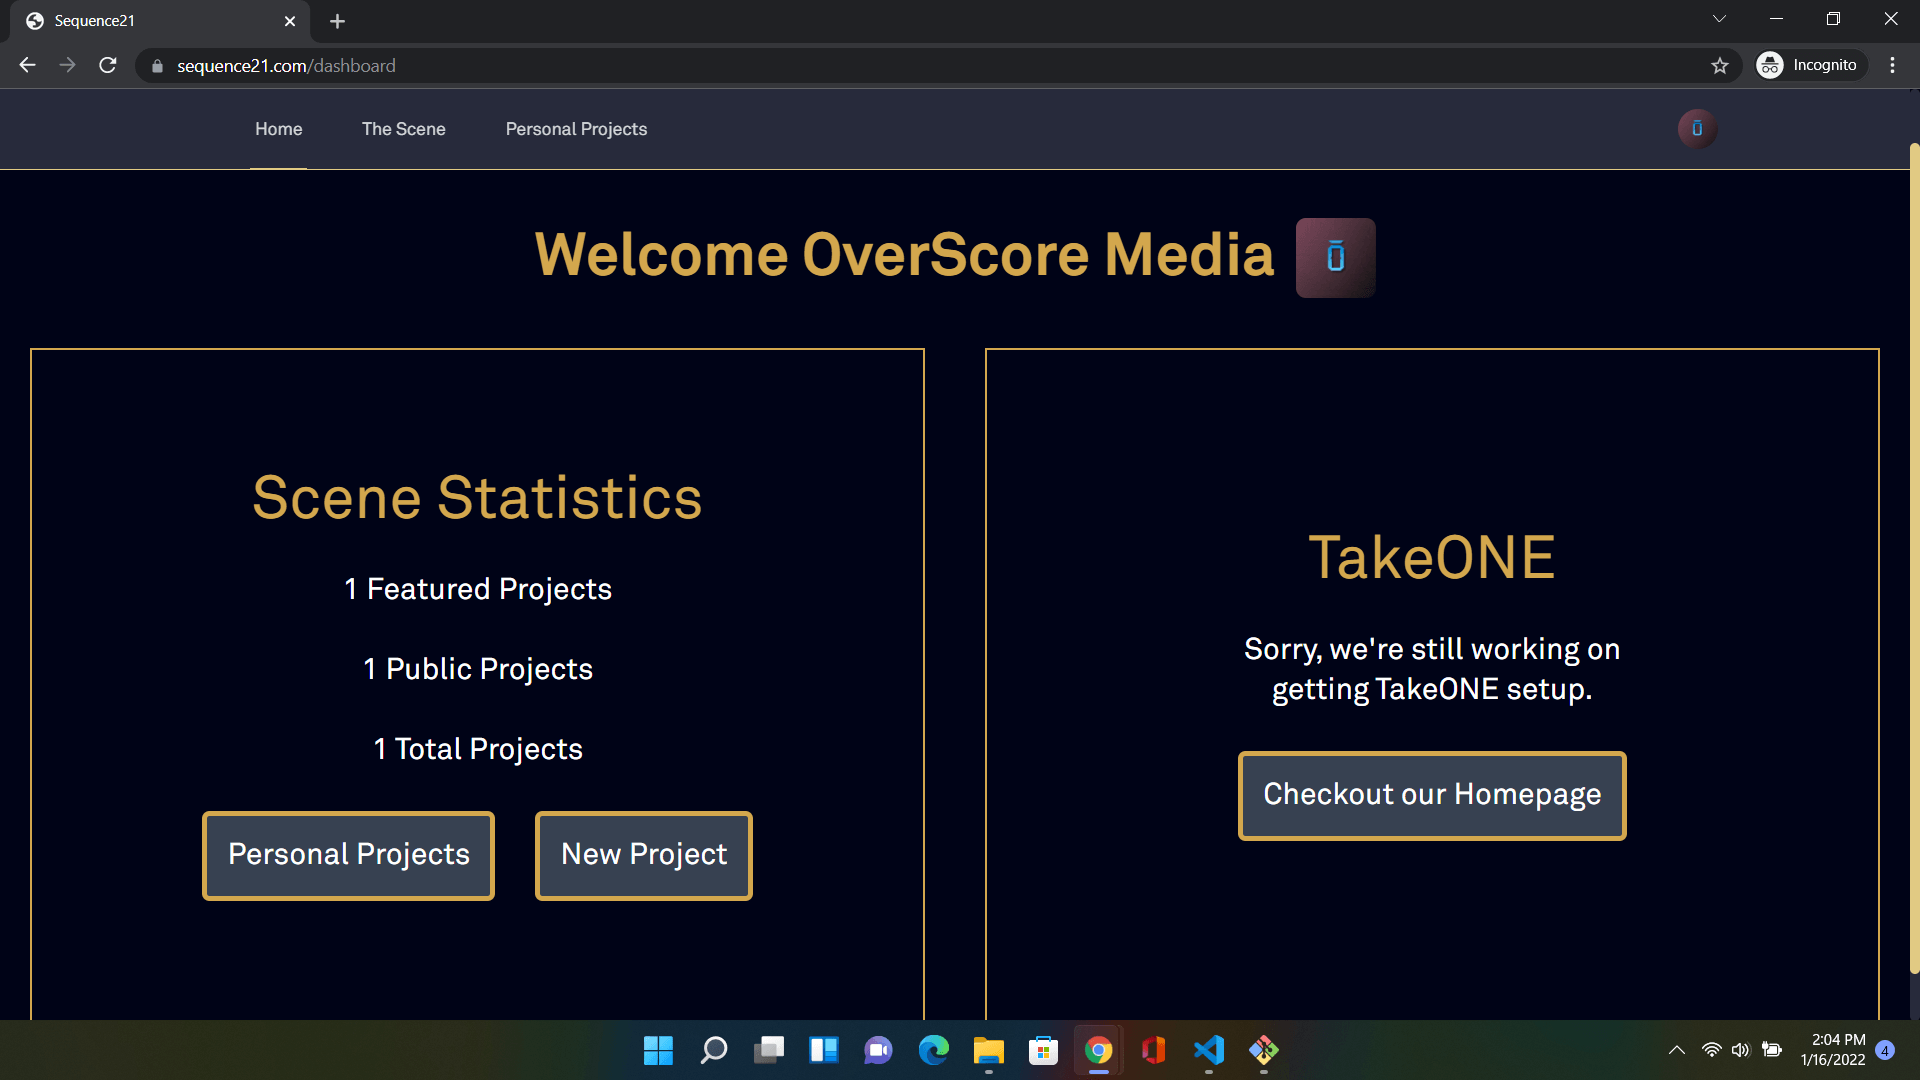 Sequence21
sequence21.com/dashboard
Incognito
Home
The Scene
Personal Projects
Welcome OverScore Media
Scene Statistics
1 Featured Projects
1 Public Projects
1 Total Projects
Personal Projects
New Project
TakeONE
Sorry, we're still working on
getting TakeONE setup.
Checkout our Homepage
2:04 PM
1/16/2022
4